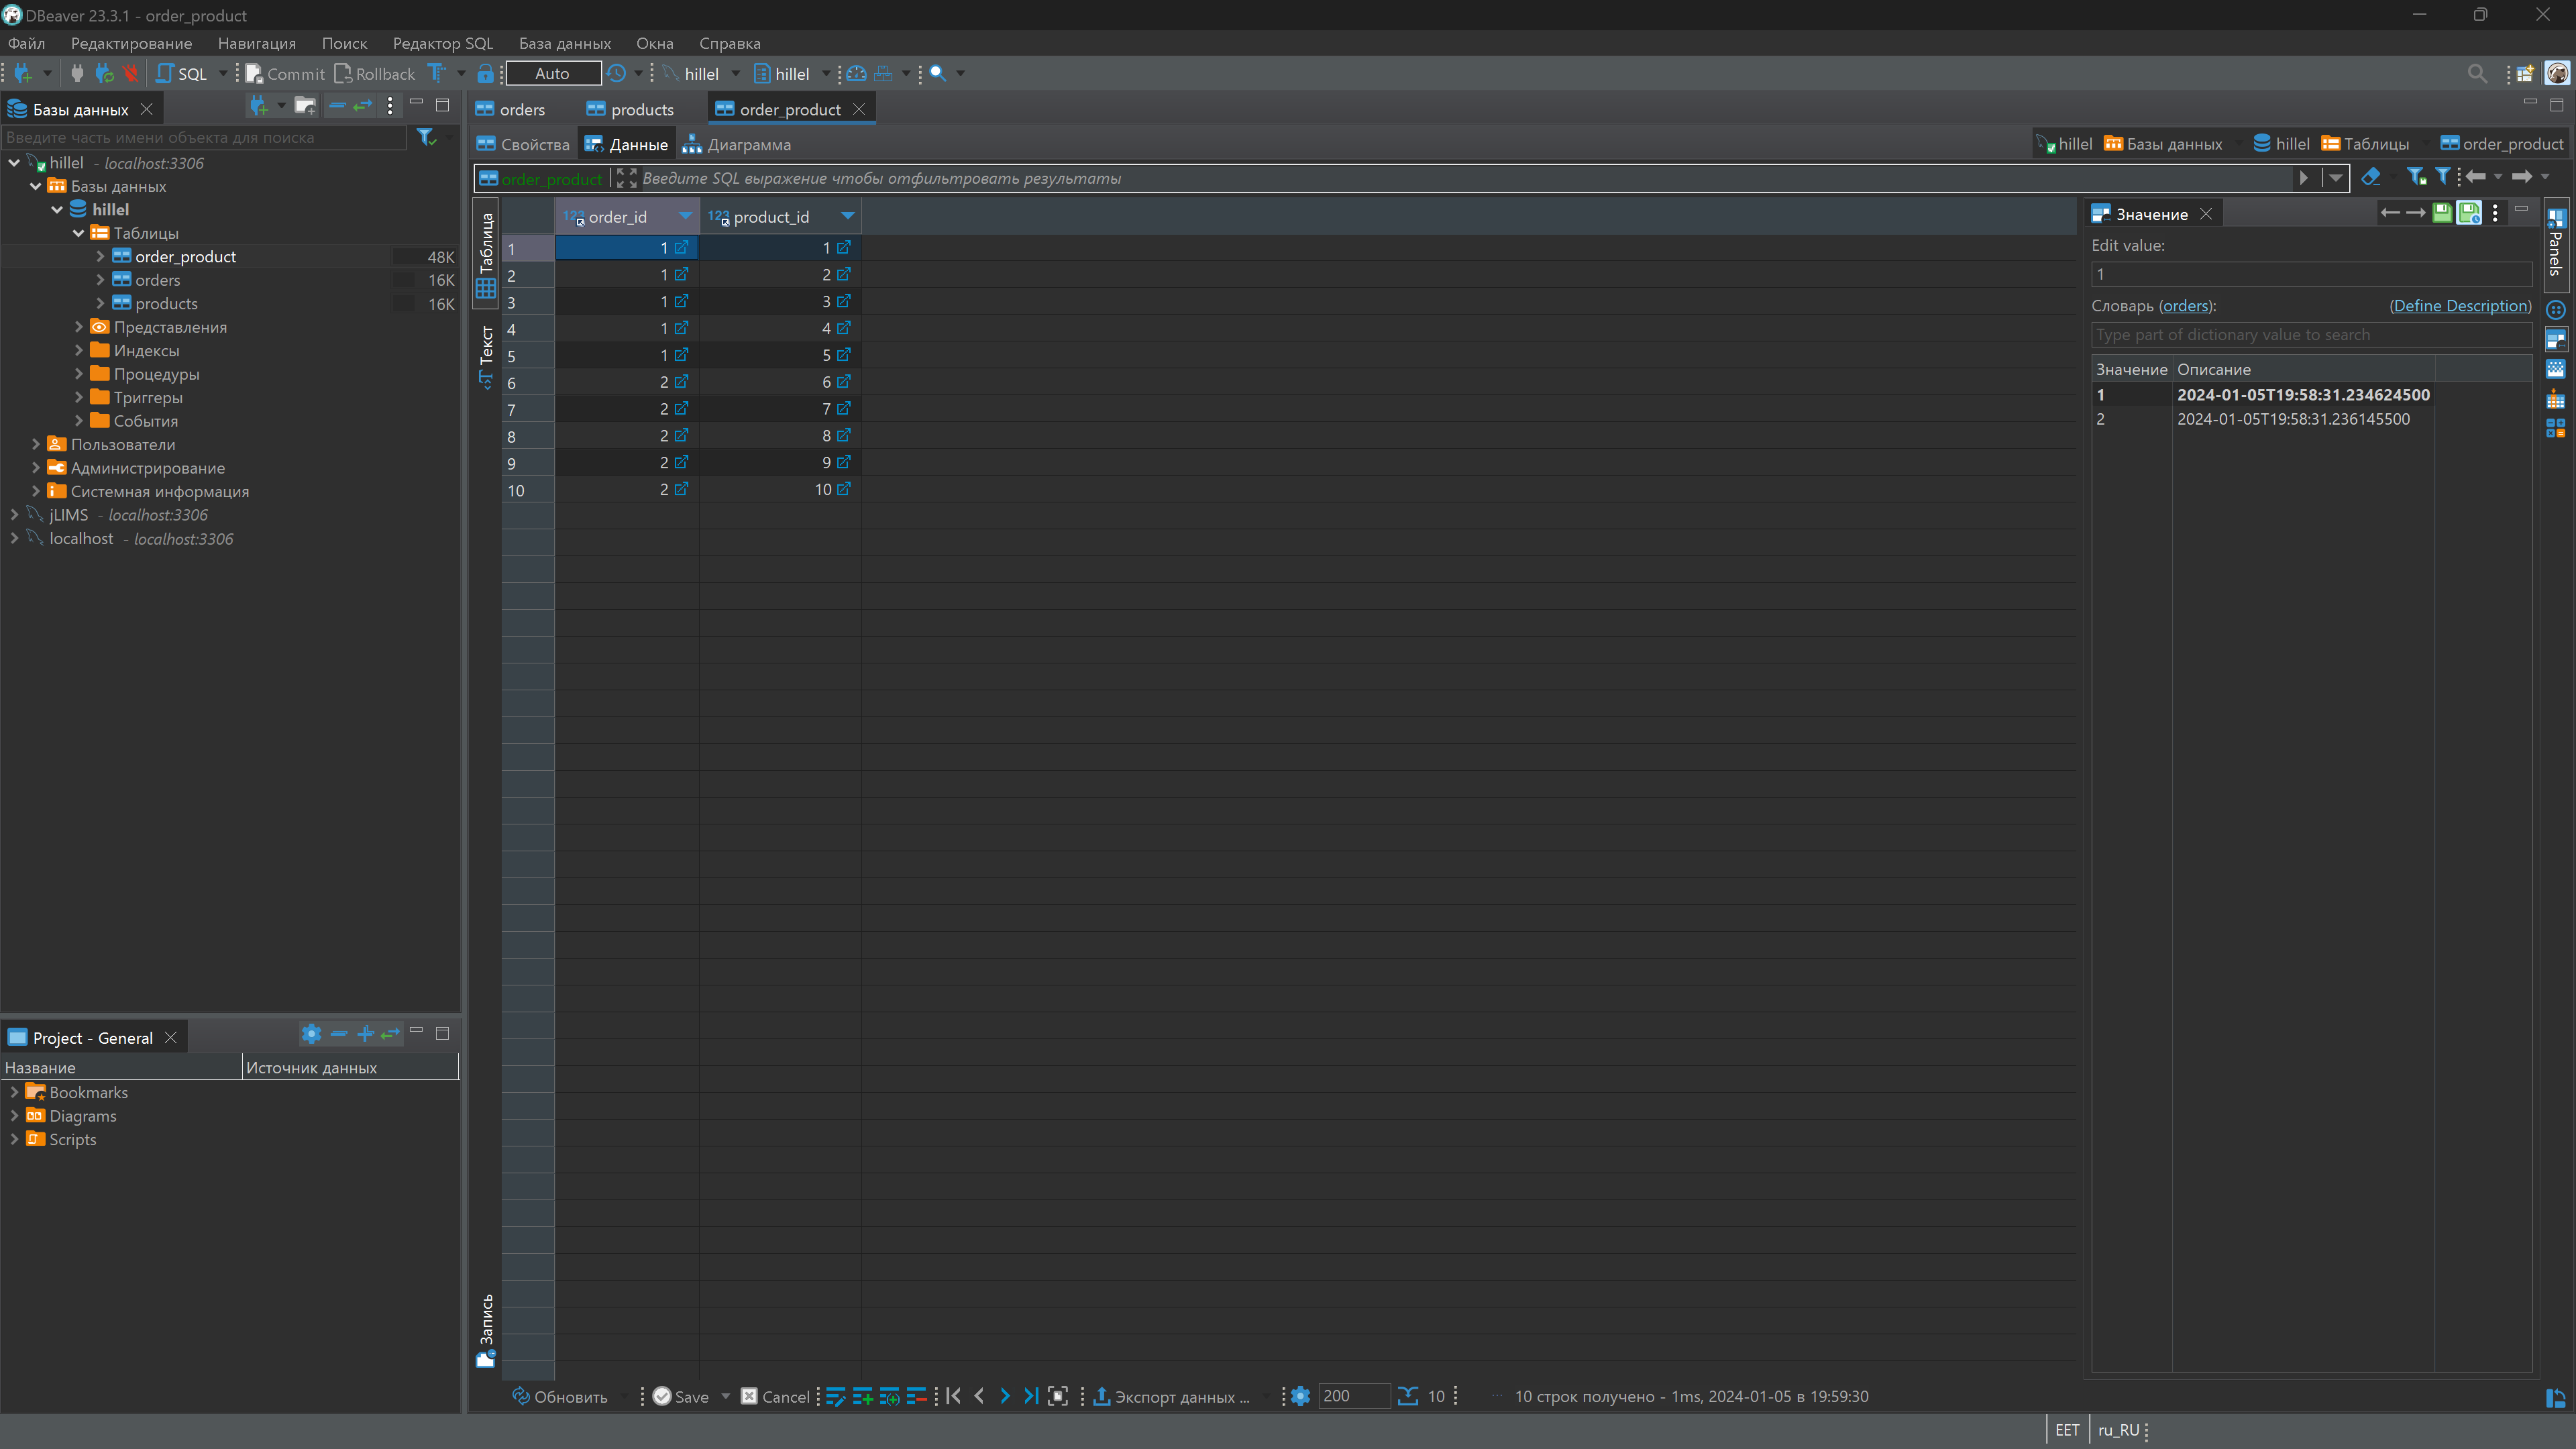 DBeaver 23.3.1 - order_product
Файл Редактирование Навигация Поиск Редактор SQL База данных Окна Справка
SQL Commit Rollback Auto hillel hillel
Базы данных
Введите часть имени объекта для поиска
hillel - localhost:3306
Базы данных
hillel
Таблицы
order_product 48K
orders 16K
products 16K
Представления
Индексы
Процедуры
Триггеры
События
Пользователи
Администрирование
Системная информация
jLIMS - localhost:3306
localhost - localhost:3306
Project - General
Название Источник данных
Bookmarks
Diagrams
Scripts
orders products order_product
Свойства Данные Диаграмма
hillel Базы данных hillel Таблицы order_product
order_product Введите SQL выражение чтобы отфильтровать результаты
Таблица
Текст
Запись
123 order_id 123 product_id
1 1 1
2 1 2
3 1 3
4 1 4
5 1 5
6 2 6
7 2 7
8 2 8
9 2 9
10 2 10
Значение
Edit value:
1
Словарь (orders): (Define Description)
Type part of dictionary value to search
Значение Описание
1 2024-01-05T19:58:31.234624500
2 2024-01-05T19:58:31.236145500
Panels
Обновить Save Cancel Экспорт данных ... 200 10 10 строк получено - 1ms, 2024-01-05 в 19:59:30
EET ru_RU